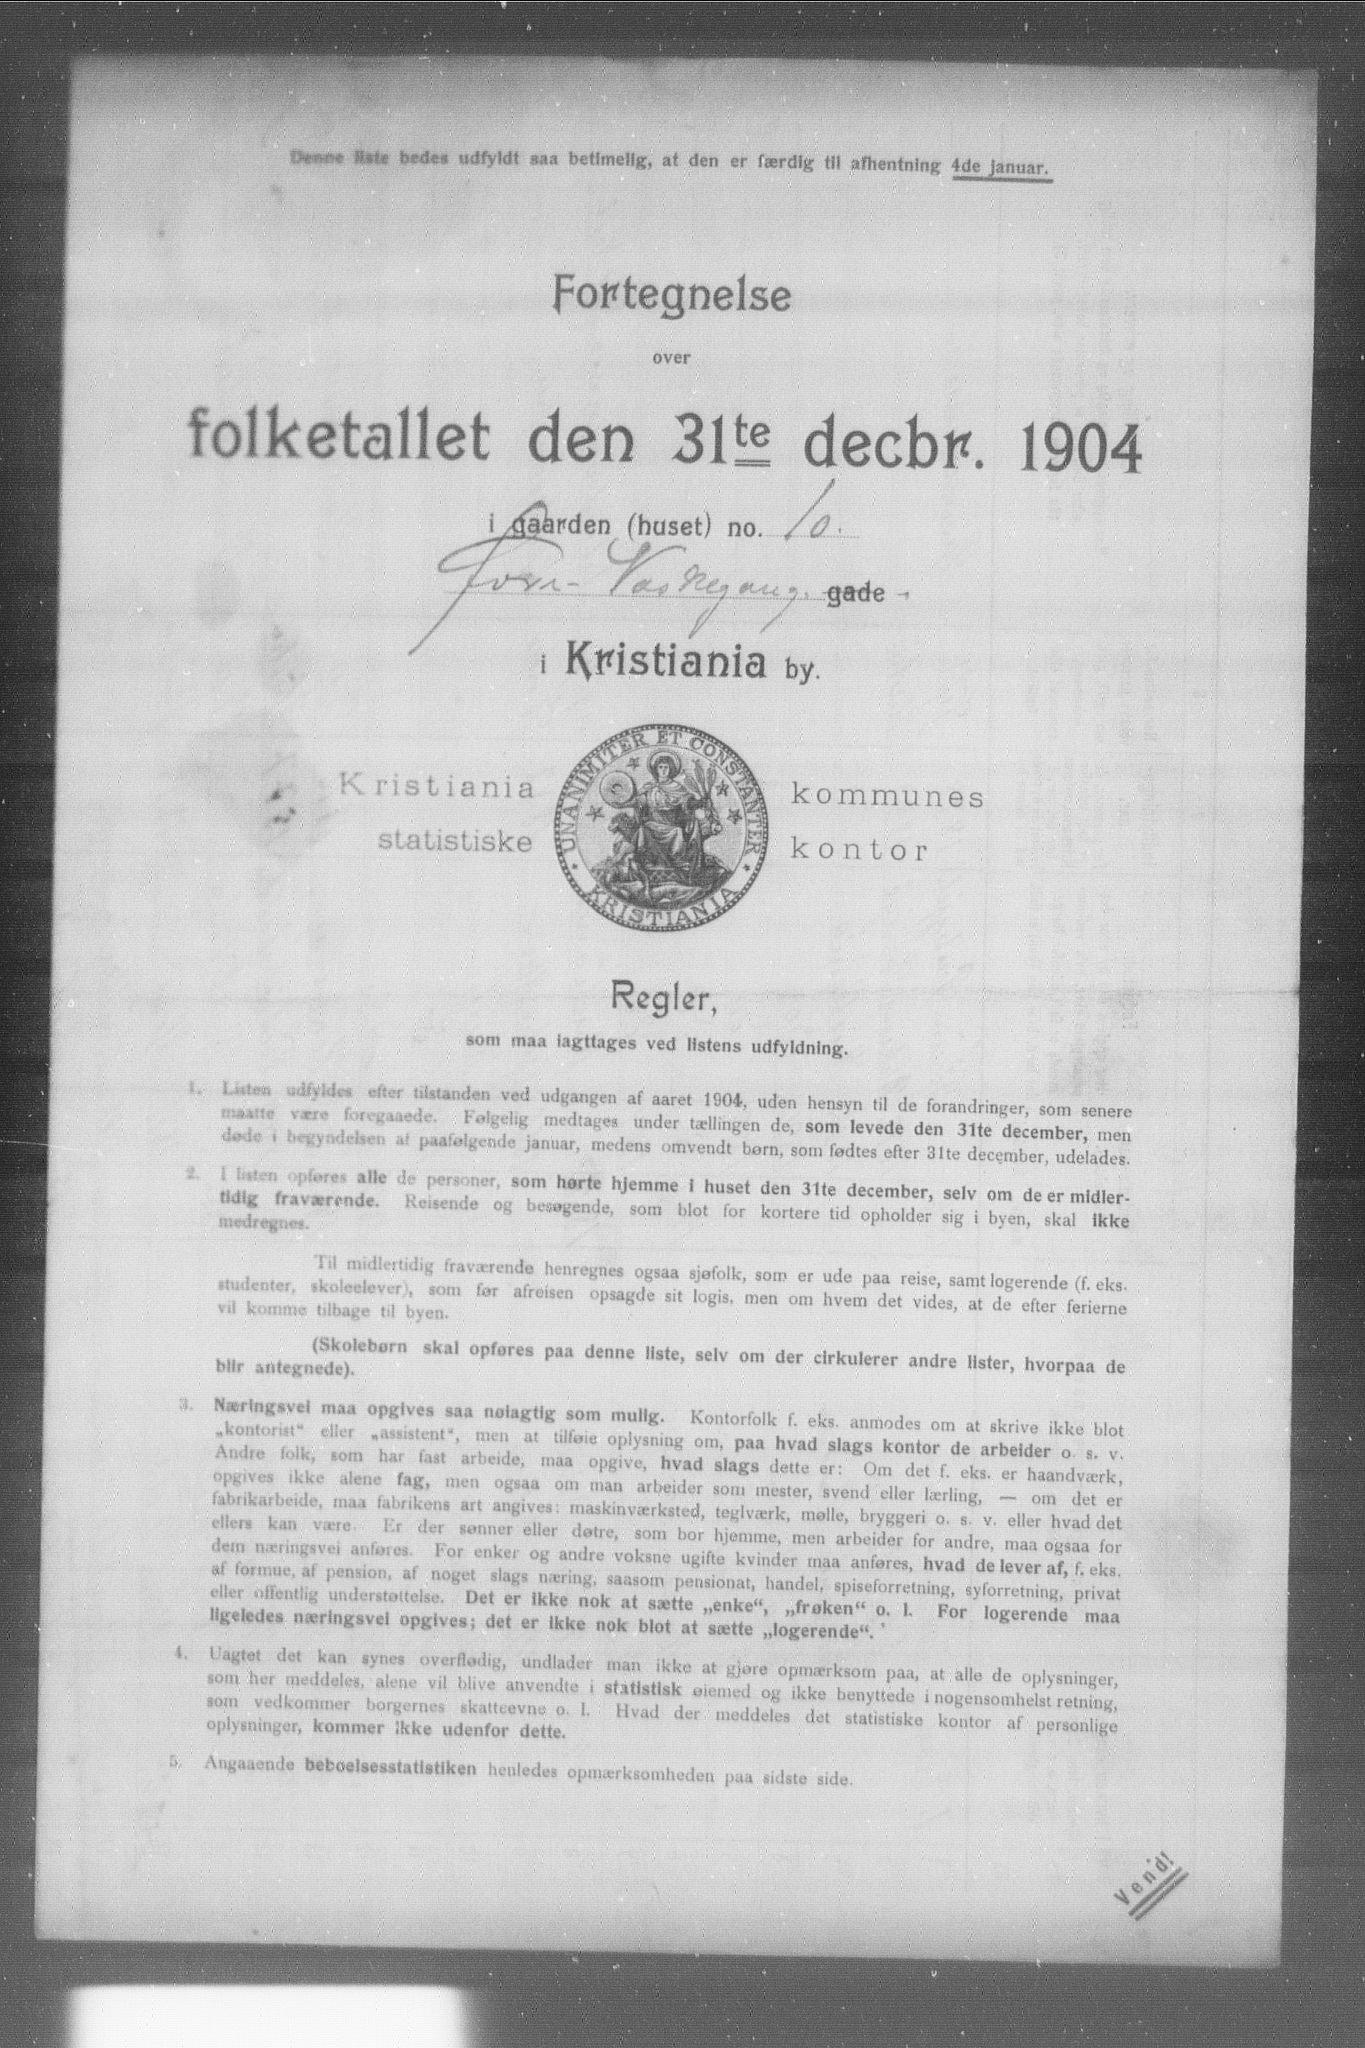 Denne liste bedes udfyldt saa betimelig, at den er færdig til afhentning 4de januar.
Fortegnelse
over
folketallet den 31te decbr. 1904
i gaarden (huset) no. 10.
Vaskegang. gade
i Kristiania by.
UNANIMITER ET CONSTANTER
KRISTIANIA
Kristiania kommunes
statistiske kontor
Regler,
som maa iagttages ved listens udfyldning.
1. Listen udfyldes efter tilstanden ved udgangen af aaret 1904, uden hensyn til de forandringer, som senere
maatte være foregaaede. Følgelig medtages under tællingen de, som levede den 31te december, men
døde i begyndelsen af paafølgende januar, medens omvendt børn, som fødtes efter 31te december, udelades.
2. I listen opføres alle de personer, som hørte hjemme i huset den 31te december, selv om de er midler-
tidig fraværende. Reisende og besøgende, som blot for kortere tid opholder sig i byen, skal ikke
medregnes.
Til midlertidig fraværende henregnes ogsaa sjøfolk, som er ude paa reise, samt logerende (f. eks.
studenter, skoleelever), som før afreisen opsagde sit logis, men om hvem det vides, at de efter ferierne
vil komme tilbage til byen.
(Skolebørn skal opføres paa denne liste, selv om der cirkulerer andre lister, hvorpaa de
blir antegnede).
3. Næringsvei maa opgives saa nøiagtig som mulig. Kontorfolk f. eks. anmodes om at skrive ikke blot
„kontorist“ eller „assistent“, men at tilføie oplysning om, paa hvad slags kontor de arbeider o. s. v.
Andre folk, som har fast arbeide, maa opgive, hvad slags dette er: Om det f. eks. er haandværk,
opgives ikke alene fag, men ogsaa om man arbeider som mester, svend eller lærling, — om det er
fabrikarbeide, maa fabrikens art angives: maskinværksted, teglværk, mølle, bryggeri o. s. v. eller hvad det
ellers kan være. Er der sønner eller døtre, som bor hjemme, men arbeider for andre, maa ogsaa for
dem næringsvei anføres. For enker og andre voksne ugifte kvinder maa anføres, hvad de lever af, f. eks.
af formue, af pension, af noget slags næring, saasom pensionat, handel, spiseforretning, syforretning, privat
eller offentlig understøttelse. Det er ikke nok at sætte „enke“, „frøken“ o. l. For logerende maa
ligeledes næringsvei opgives; det er ikke nok blot at sætte „logerende“.
4. Uagtet det kan synes overflødig, undlader man ikke at gjøre opmærksom paa, at alle de oplysninger,
som her meddeles, alene vil blive anvendte i statistisk øiemed og ikke benyttede i nogensomhelst retning,
som vedkommer borgernes skatteevne o. l. Hvad der meddeles det statistiske kontor af personlige
oplysninger, kommer ikke udenfor dette.
5. Angaaende beboelsesstatistiken henledes opmærksomheden paa sidste side.
Vend!